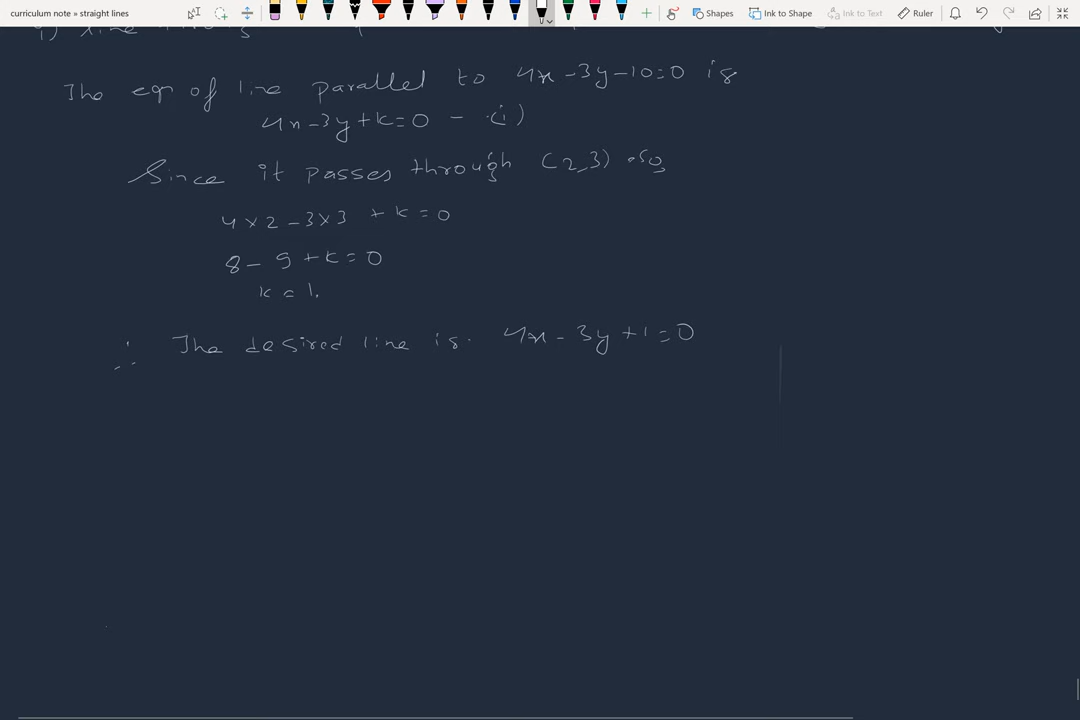 curriculum note » straight lines
Shapes Ink to Shape Ink to Text Ruler
The eqn of line parallel to 4x-3y-10=0 is
4x-3y+k=0 - (i)
Since it passes through (2,3) so,
4×2-3×3 +k=0
8-9+k=0
k=1.
∴ The desired line is. 4x-3y+1=0